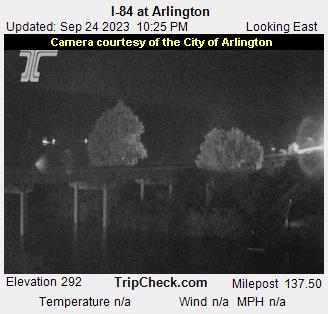 I-84 at Arlington
Updated: Sep 24 2023 10:25 PM Looking East
Camera courtesy of the City of Arlington
Elevation 292 TripCheck.com Milepost 137.50
Temperature n/a Wind n/a MPH n/a